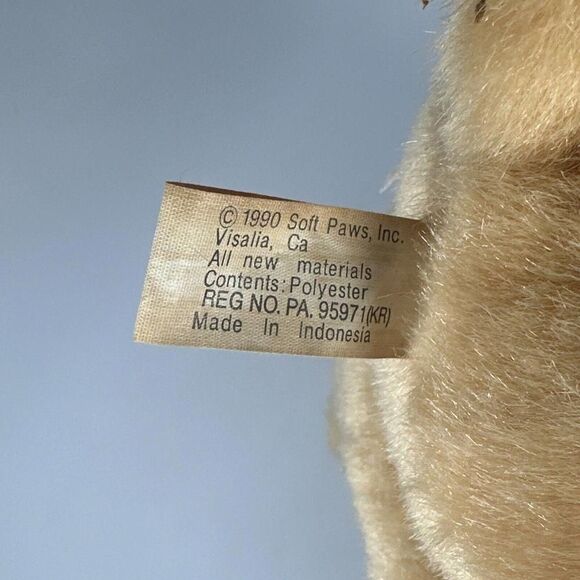 © 1990 Soft Paws, Inc.
Visalia, Ca
All new materials
Contents: Polyester
REG NO. PA. 95971(KR)
Made In Indonesia